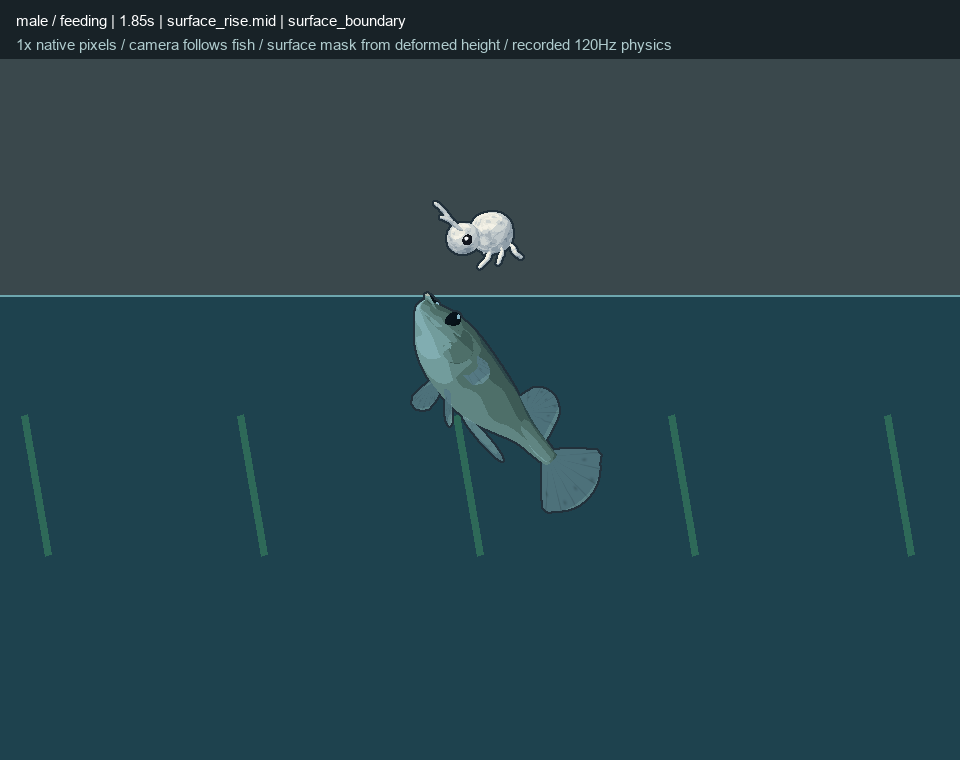 male / feeding | 1.85s | surface_rise.mid | surface_boundary
1x native pixels / camera follows fish / surface mask from deformed height / recorded 120Hz physics